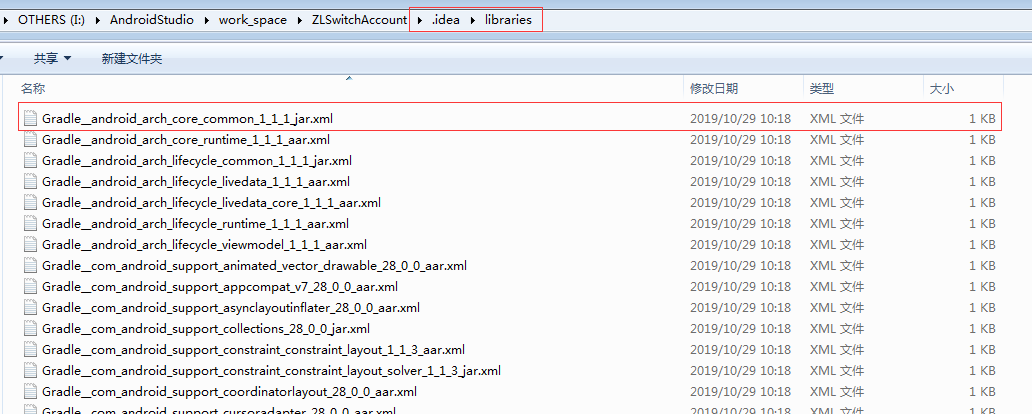 OTHERS (I:) AndroidStudio work_space ZLSwitchAccount .idea libraries
共享 新建文件夹
名称 修改日期 类型 大小
Gradle__android_arch_core_common_1_1_1_jar.xml 2019/10/29 10:18 XML 文件 1 KB
Gradle__android_arch_core_runtime_1_1_1_aar.xml 2019/10/29 10:18 XML 文件 1 KB
Gradle__android_arch_lifecycle_common_1_1_1_jar.xml 2019/10/29 10:18 XML 文件 1 KB
Gradle__android_arch_lifecycle_livedata_1_1_1_aar.xml 2019/10/29 10:18 XML 文件 1 KB
Gradle__android_arch_lifecycle_livedata_core_1_1_1_aar.xml 2019/10/29 10:18 XML 文件 1 KB
Gradle__android_arch_lifecycle_runtime_1_1_1_aar.xml 2019/10/29 10:18 XML 文件 1 KB
Gradle__android_arch_lifecycle_viewmodel_1_1_1_aar.xml 2019/10/29 10:18 XML 文件 1 KB
Gradle__com_android_support_animated_vector_drawable_28_0_0_aar.xml 2019/10/29 10:18 XML 文件 1 KB
Gradle__com_android_support_appcompat_v7_28_0_0_aar.xml 2019/10/29 10:18 XML 文件 1 KB
Gradle__com_android_support_asynclayoutinflater_28_0_0_aar.xml 2019/10/29 10:18 XML 文件 1 KB
Gradle__com_android_support_collections_28_0_0_jar.xml 2019/10/29 10:18 XML 文件 1 KB
Gradle__com_android_support_constraint_constraint_layout_1_1_3_aar.xml 2019/10/29 10:18 XML 文件 1 KB
Gradle__com_android_support_constraint_constraint_layout_solver_1_1_3_jar.xml 2019/10/29 10:18 XML 文件 1 KB
Gradle__com_android_support_coordinatorlayout_28_0_0_aar.xml 2019/10/29 10:18 XML 文件 1 KB
Gradle__com_android_support_cursoradapter_28_0_0_aar.xml 2019/10/29 10:18 XML 文件 1 KB